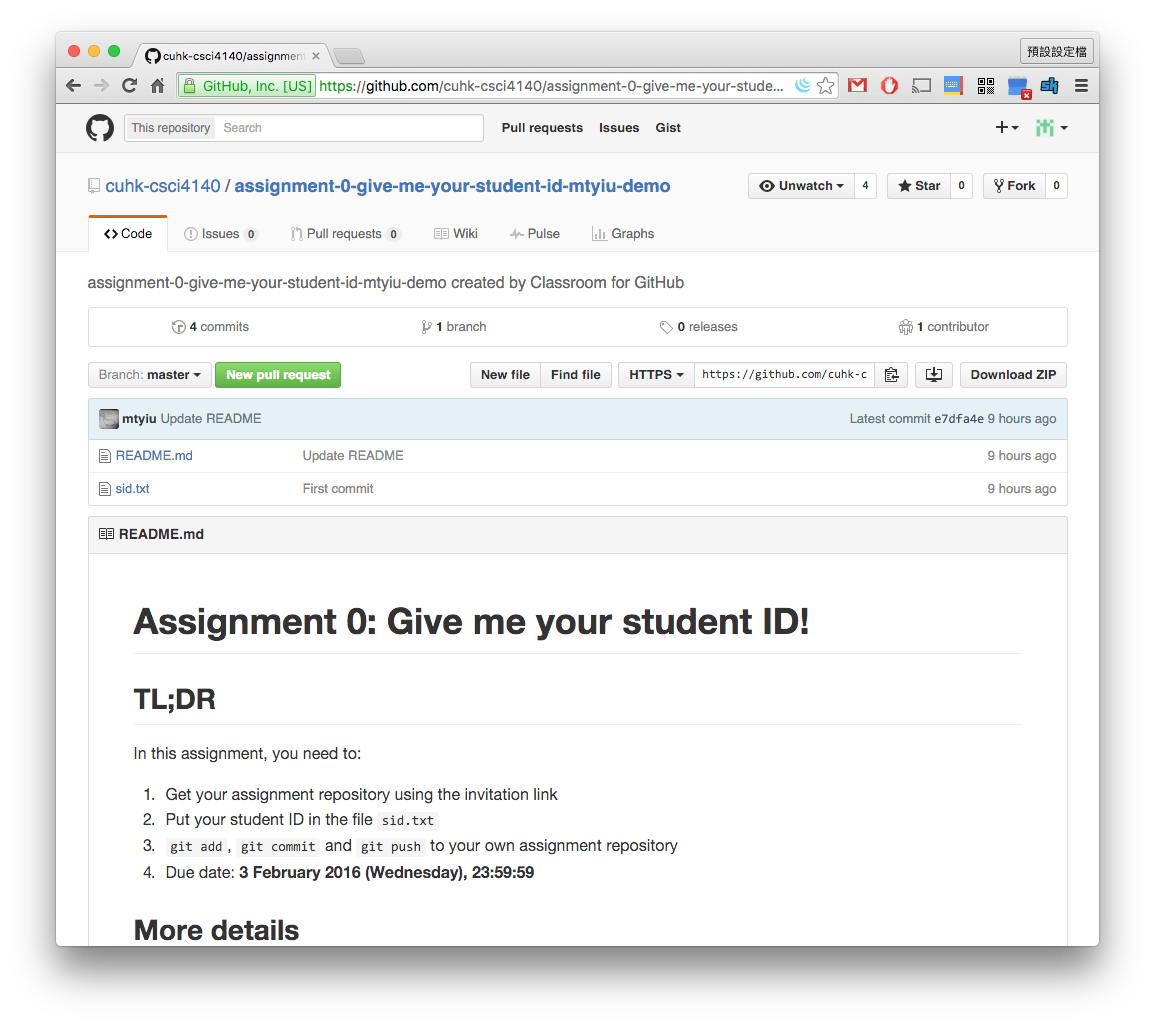 cuhk-csci4140/assignment
預設設定檔
GitHub, Inc. [US] https://github.com/cuhk-csci4140/assignment-0-give-me-your-stude...
This repository Search Pull requests Issues Gist
cuhk-csci4140 / assignment-0-give-me-your-student-id-mtyiu-demo Unwatch 4 Star 0 Fork 0
Code Issues 0 Pull requests 0 Wiki Pulse Graphs
assignment-0-give-me-your-student-id-mtyiu-demo created by Classroom for GitHub
4 commits 1 branch 0 releases 1 contributor
Branch: master New pull request New file Find file HTTPS https://github.com/cuhk-c Download ZIP
mtyiu Update README Latest commit e7dfa4e 9 hours ago
README.md Update README 9 hours ago
sid.txt First commit 9 hours ago
README.md
Assignment 0: Give me your student ID!
TL;DR
In this assignment, you need to:
1. Get your assignment repository using the invitation link
2. Put your student ID in the file sid.txt
3. git add, git commit and git push to your own assignment repository
4. Due date: 3 February 2016 (Wednesday), 23:59:59
More details